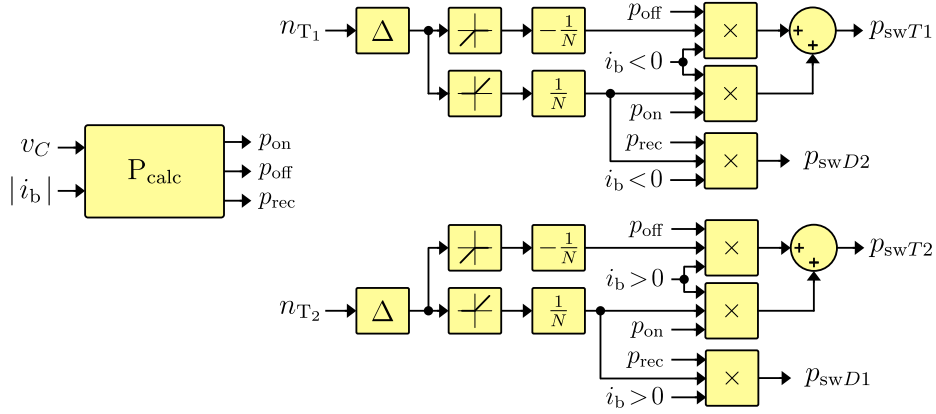 p_off
n_T₁ Δ −1/N × + + p_swT1
i_b < 0
1/N ×
p_on
p_rec
× p_swD2
i_b < 0
v_C
|i_b|
P_calc
p_on
p_off
p_rec
p_off
−1/N × + + p_swT2
i_b > 0
n_T₂ Δ 1/N ×
p_on
p_rec
× p_swD1
i_b > 0